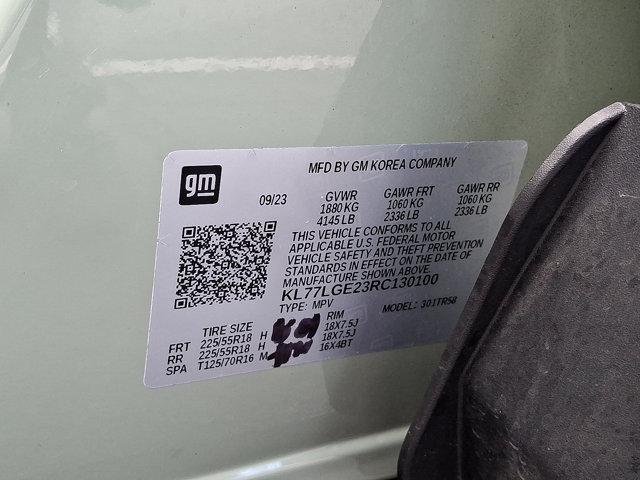 gm
MFD BY GM KOREA COMPANY
09/23
GVWR GAWR FRT GAWR RR
1880 KG 1060 KG 1060 KG
4145 LB 2336 LB 2336 LB
THIS VEHICLE CONFORMS TO ALL
APPLICABLE U.S. FEDERAL MOTOR
VEHICLE SAFETY AND THEFT PREVENTION
STANDARDS IN EFFECT ON THE DATE OF
MANUFACTURE SHOWN ABOVE.
KL77LGE23RC130100
TYPE: MPV MODEL: 301TR58
TIRE SIZE RIM
FRT 225/55R18 H 18X7.5J
RR 225/55R18 H 18X7.5J
SPA T125/70R16 M 16X4BT